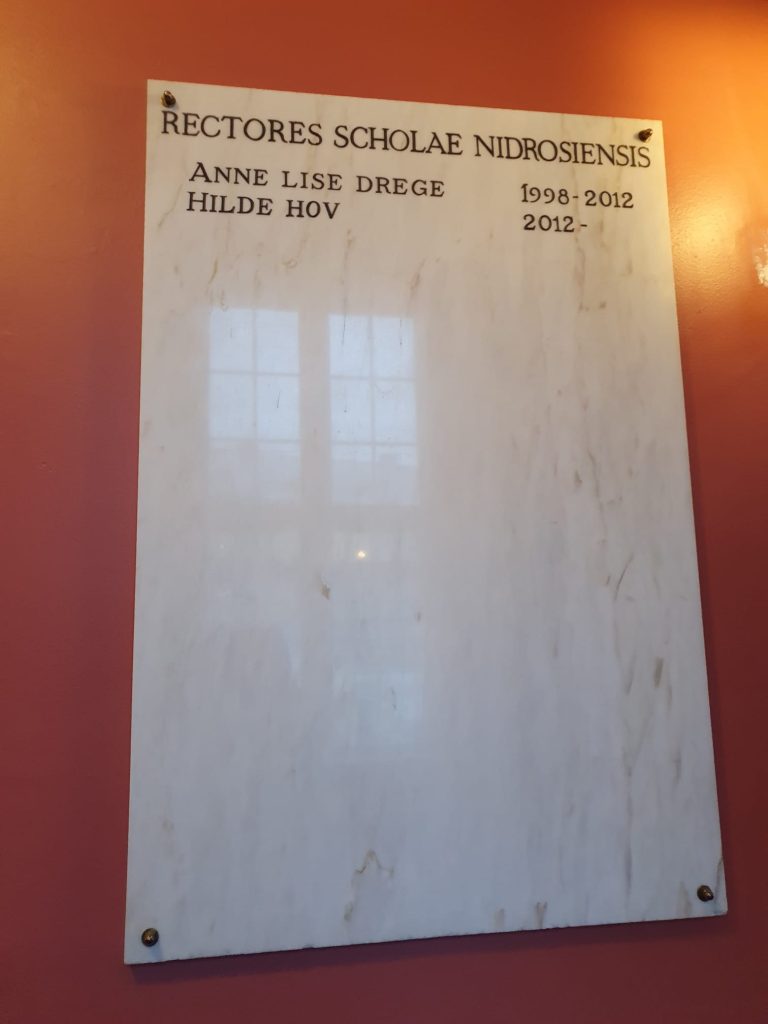 RECTORES SCHOLAE NIDROSIENSIS
ANNE LISE DREGE 1998-2012
HILDE HOV 2012-